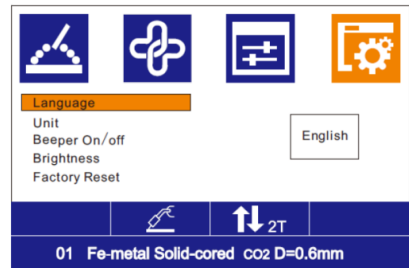 Language
Unit
Beeper On/off
Brightness
Factory Reset
English
2T
01 Fe-metal Solid-cored CO2 D=0.6mm